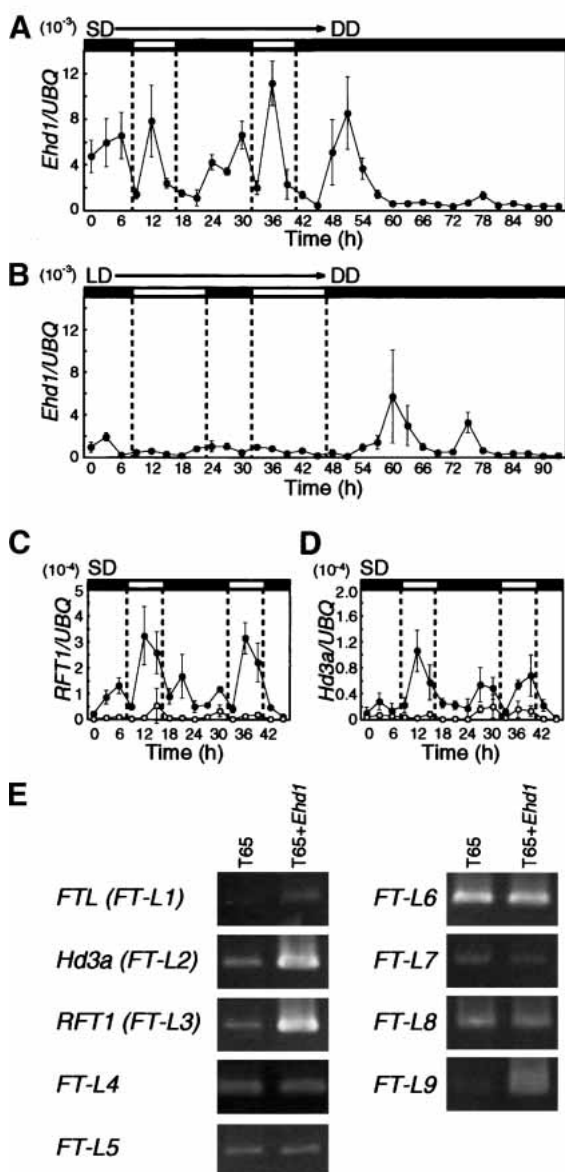 A
(10⁻³) SD DD
12
8
4
0
Ehd1/UBQ
0 6 12 18 24 30 36 42 48 54 60 66 72 78 84 90
Time (h)
B
(10⁻³) LD DD
12
8
4
0
Ehd1/UBQ
0 6 12 18 24 30 36 42 48 54 60 66 72 78 84 90
Time (h)
C
(10⁻⁴) SD
5
4
3
2
1
0
RFT1/UBQ
0 6 12 18 24 30 36 42
Time (h)
D
(10⁻⁴) SD
2.0
1.6
1.2
0.8
0.4
0
Hd3a/UBQ
0 6 12 18 24 30 36 42
Time (h)
E
T65
T65+Ehd1
FTL (FT-L1)
Hd3a (FT-L2)
RFT1 (FT-L3)
FT-L4
FT-L5
T65
T65+Ehd1
FT-L6
FT-L7
FT-L8
FT-L9